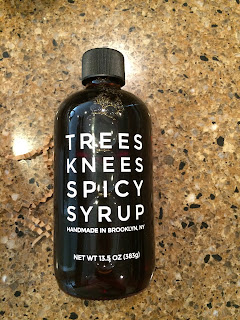 TREES
KNEES
SPICY
SYRUP
HANDMADE IN BROOKLYN, NY
NET WT 13.5 OZ (383g)